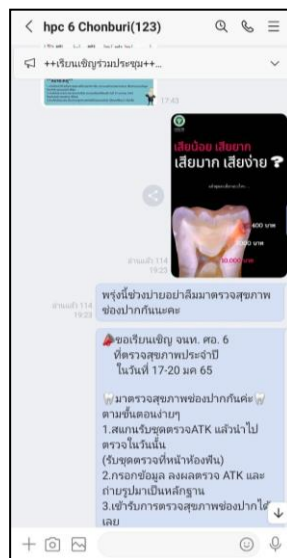 hpc 6 Chonburi(123)
++เรียนเชิญร่วมประชุม++...
17:43
เสียน้อย เสียยาก
เสียมาก เสียง่าย ?
600 บาท
10,000 บาท
อ่านแล้ว 114
19:23
พรุ่งนี้ช่วงบ่ายอย่าลืมมาตรวจสุขภาพ
ช่องปากกันนะคะ
อ่านแล้ว 114
19:23
📣ขอเรียนเชิญ จนท. ศอ. 6
ที่ตรวจสุขภาพประจำปี
ในวันที่ 17-20 มค 65
🦷มาตรวจสุขภาพช่องปากกันค่ะ🦷
ตามขั้นตอนง่ายๆ
1.สแกนรับชุดตรวจATK แล้วนำไป
ตรวจในวันนั้น
(รับชุดตรวจที่หน้าห้องฟัน)
2.กรอกข้อมูล ลงผลตรวจ ATK และ
ถ่ายรูปมาเป็นหลักฐาน
3.เข้ารับการตรวจสุขภาพช่องปากได้
เลย